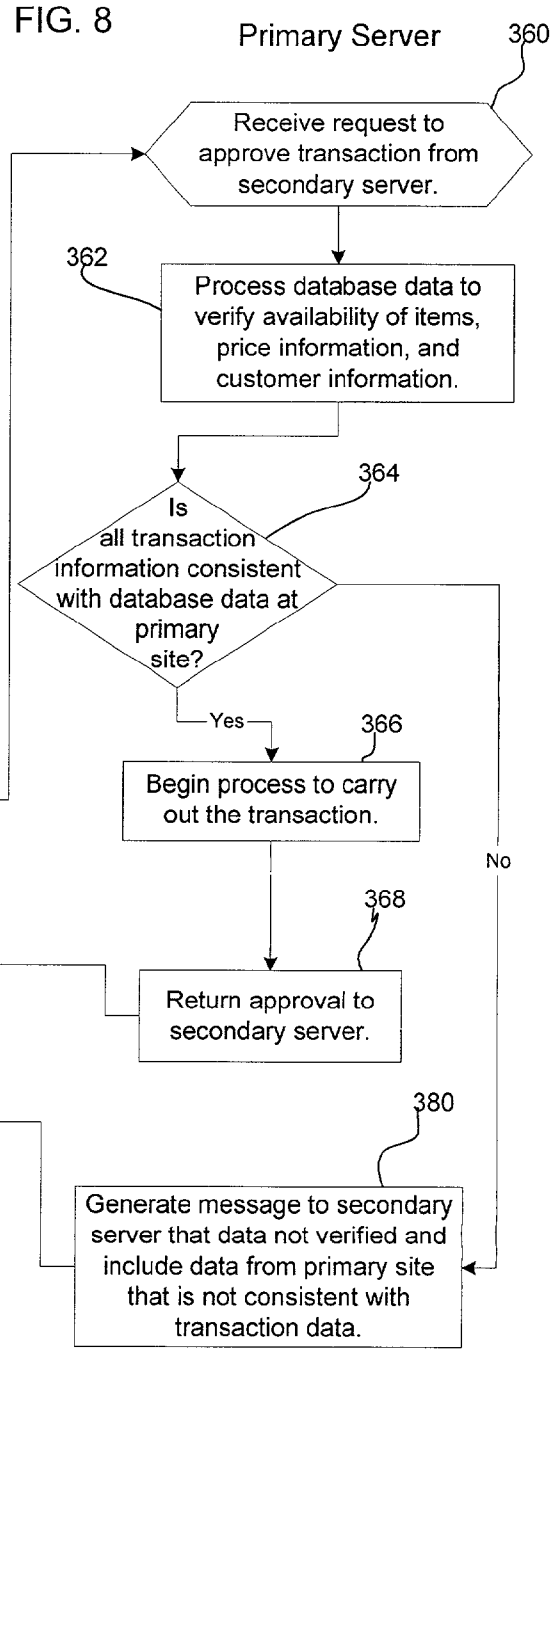 FIG. 8
Primary Server
360
Receive request to
approve transaction from
secondary server.
362
Process database data to
verify availability of items,
price information, and
customer information.
364
Is
all transaction
information consistent
with database data at
primary
site?
Yes
366
Begin process to carry
out the transaction.
No
368
Return approval to
secondary server.
380
Generate message to secondary
server that data not verified and
include data from primary site
that is not consistent with
transaction data.